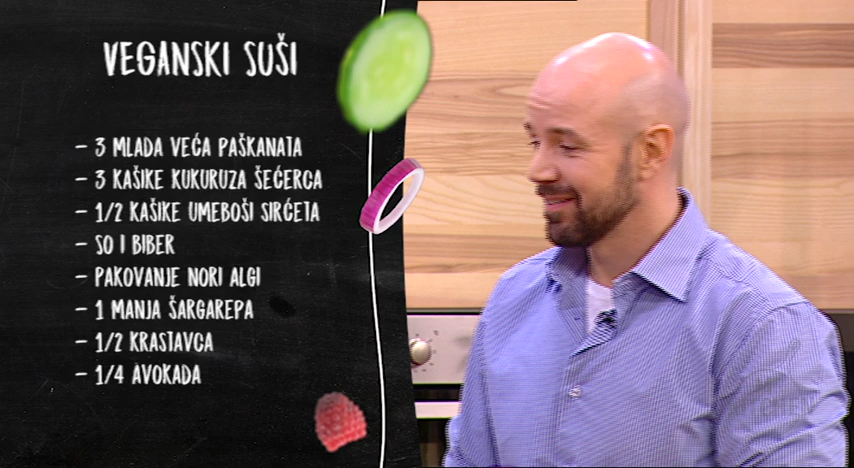 VEGANSKI SUŠI
- 3 MLADA VEĆA PAŠKANATA
- 3 KAŠIKE KUKURUZA ŠEĆERCA
- 1/2 KAŠIKE UMEBOŠI SIRĆETA
- SO I BIBER
- PAKOVANJE NORI ALGI
- 1 MANJA ŠARGAREPA
- 1/2 KRASTAVCA
- 1/4 AVOKADA